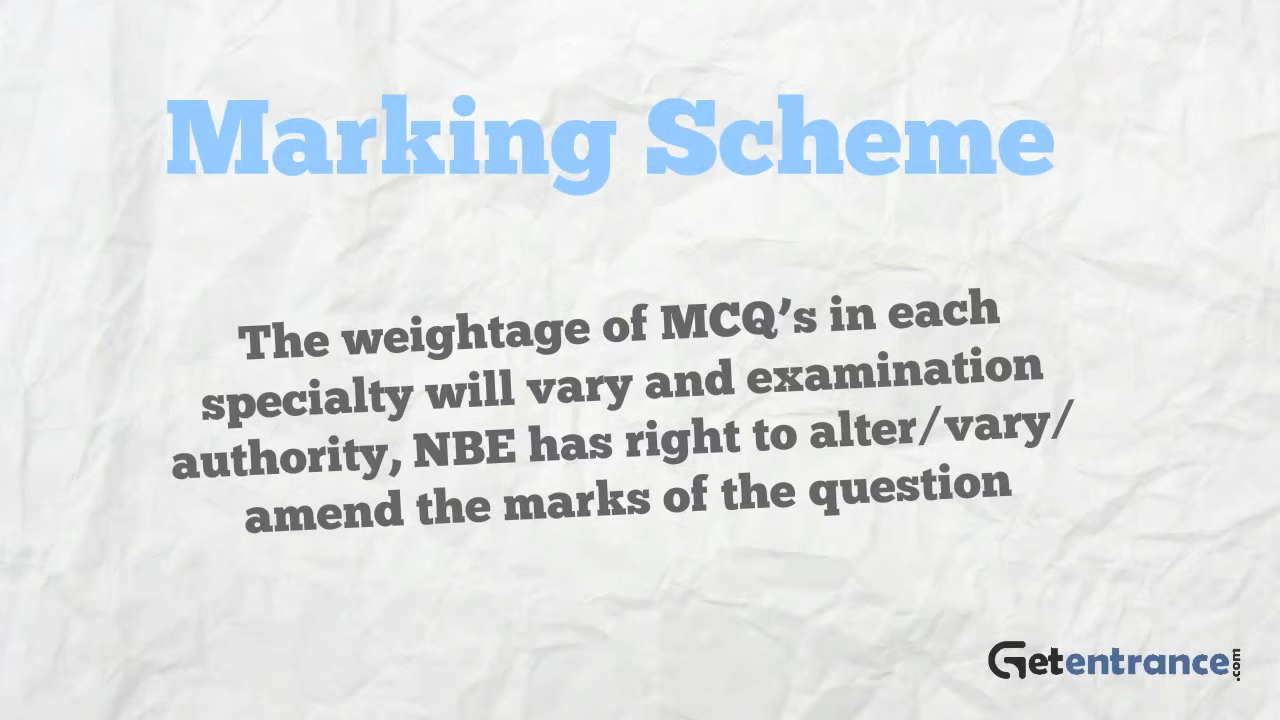 Marking Scheme
The weightage of MCQ’s in each
specialty will vary and examination
authority, NBE has right to alter/vary/
amend the marks of the question
Getentrance.com